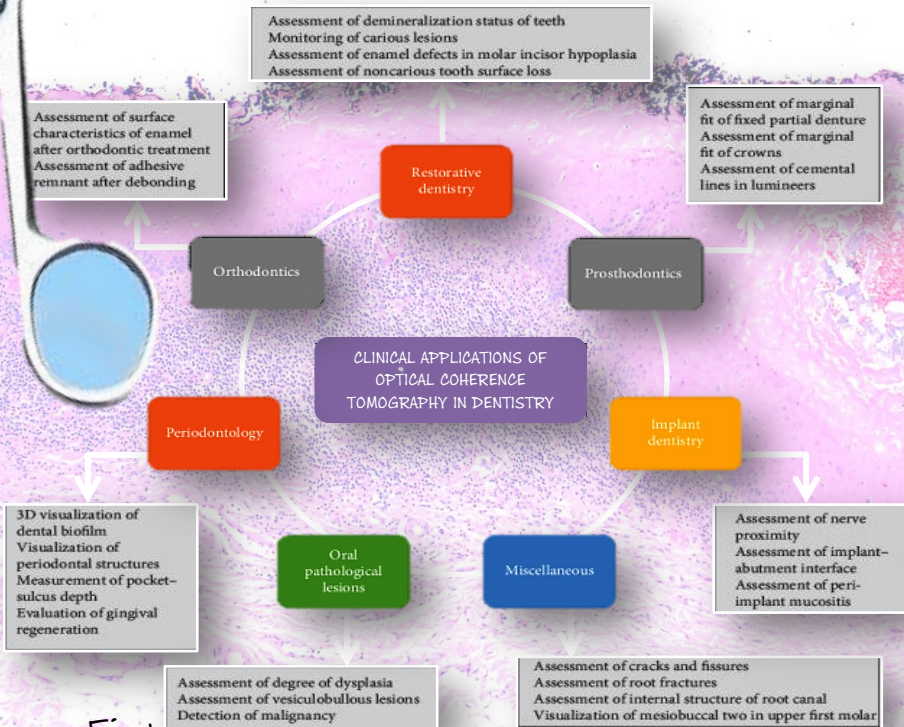 Assessment of demineralization status of teeth
Monitoring of carious lesions
Assessment of enamel defects in molar incisor hypoplasia
Assessment of noncarious tooth surface loss
Assessment of surface
characteristics of enamel
after orthodontic treatment
Assessment of adhesive
remnant after debonding
Assessment of marginal
fit of fixed partial denture
Assessment of marginal
fit of crowns
Assessment of cemental
lines in lumineers
Restorative
dentistry
Orthodontics
Prosthodontics
CLINICAL APPLICATIONS OF
OPTICAL COHERENCE
TOMOGRAPHY IN DENTISTRY
Periodontology
Implant
dentistry
3D visualization of
dental biofilm
Visualization of
periodontal structures
Measurement of pocket–
sulcus depth
Evaluation of gingival
regeneration
Oral
pathological
lesions
Miscellaneous
Assessment of nerve
proximity
Assessment of implant–
abutment interface
Assessment of peri-
implant mucositis
Assessment of degree of dysplasia
Assessment of vesiculobullous lesions
Detection of malignancy
Assessment of cracks and fissures
Assessment of root fractures
Assessment of internal structure of root canal
Visualization of mesiobuccal two in upper first molar